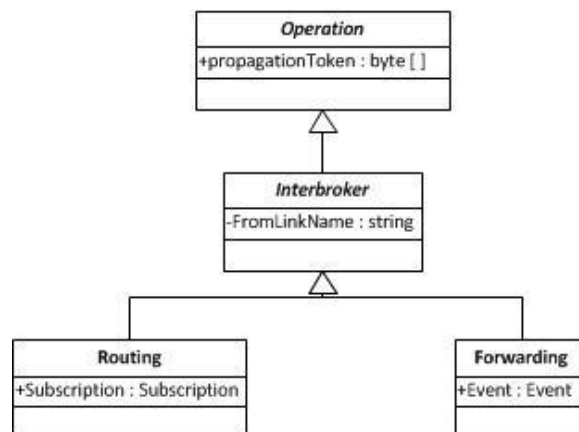 Operation
+propagationToken : byte [ ]
Interbroker
-FromLinkName : string
Routing
+Subscription : Subscription
Forwarding
+Event : Event